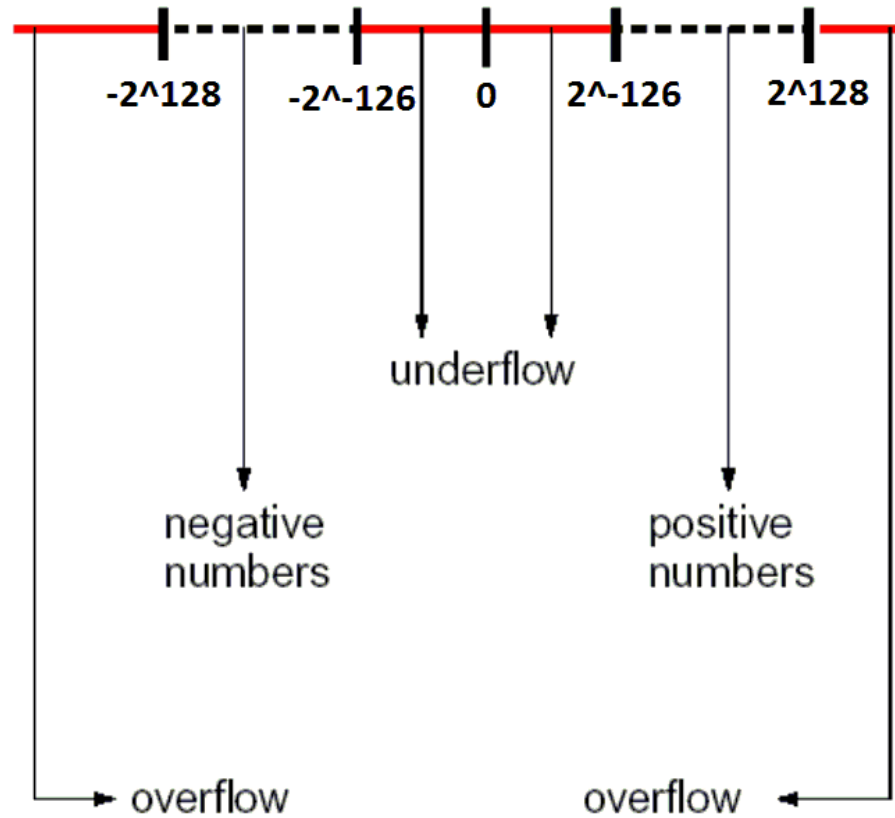 -2^128 -2^-126 0 2^-126 2^128
underflow
negative positive
numbers numbers
overflow overflow